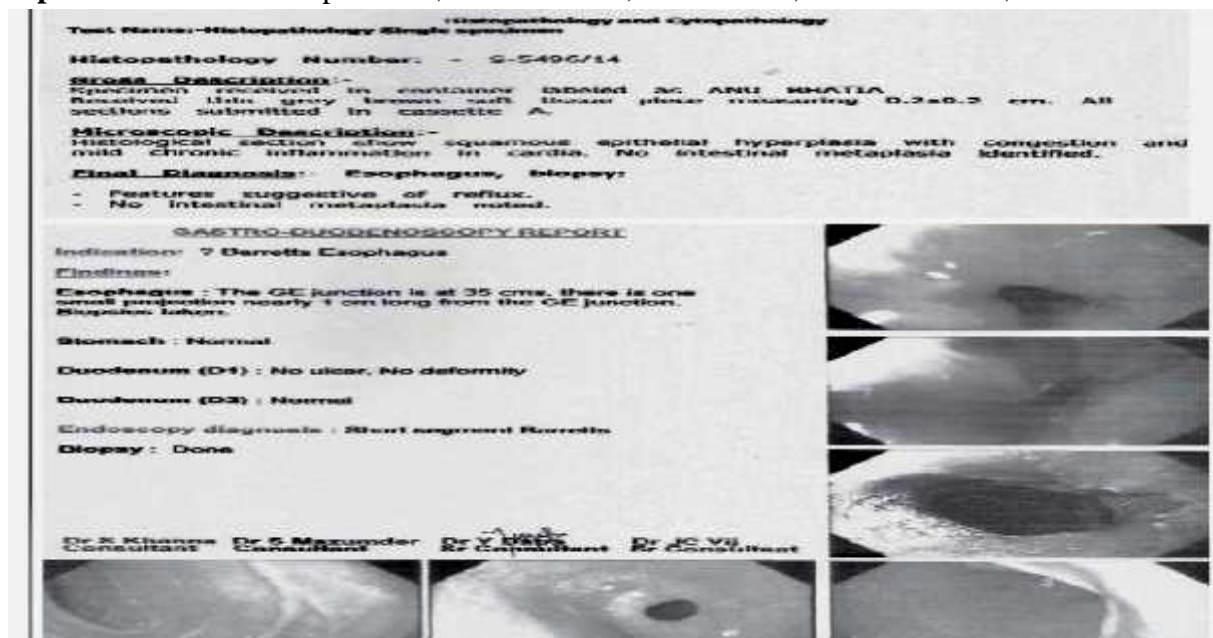 Histopathology and Cytopathology
Test Name:-Histopathology Single specimen
Histopathology Number: - S-5496/14
Gross Description:-
Specimen received in container labeled as ANU BHATIA
Received thin grey brown soft tissue piece measuring 0.2x0.2 cm. All
sections submitted in cassette A.
Microscopic Description:-
Histological section show squamous epithelial hyperplasia with congestion and
mild chronic inflammation in cardia. No intestinal metaplasia identified.
Final Diagnosis:- Esophagus, biopsy:
- Features suggestive of reflux.
- No intestinal metaplasia noted.
GASTRO-DUODENOSCOPY REPORT
Indication: ? Barretts Esophagus
Findings:
Esophagus : The GE junction is at 35 cms, there is one
small projection nearly 1 cm long from the GE junction.
Biopsies taken.
Stomach : Normal
Duodenum (D1) : No ulcer, No deformity
Duodenum (D2) : Normal
Endoscopy diagnosis : Short segment Barretts
Biopsy : Done
Dr K Khanna Dr S Mazumder Dr Y Dr JC Vij
Consultant Consultant Sr Consultant Sr Consultant